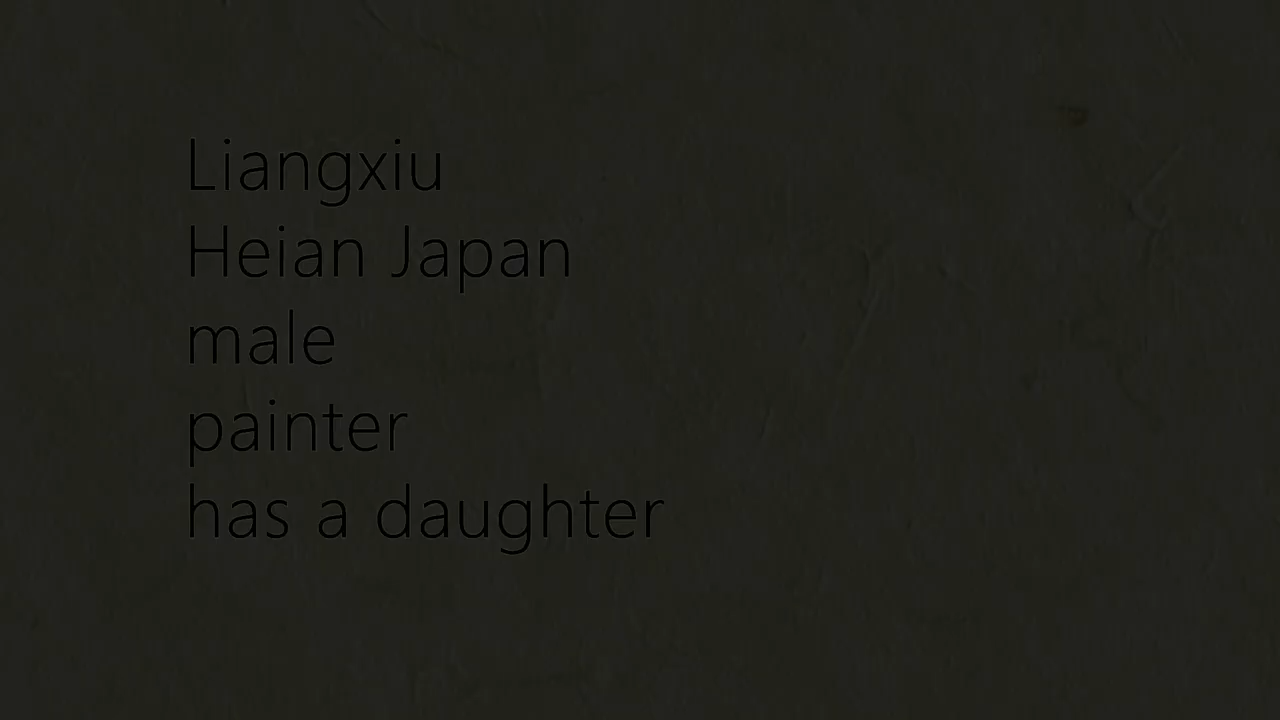 Liangxiu
Heian Japan
male
painter
has a daughter